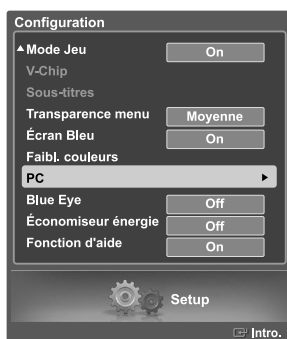 Configuration
Mode Jeu On
V-Chip
Sous-titres
Transparence menu Moyenne
Écran Bleu On
Faibl. couleurs
PC
Blue Eye Off
Économiseur énergie Off
Fonction d'aide On
Setup
Intro.